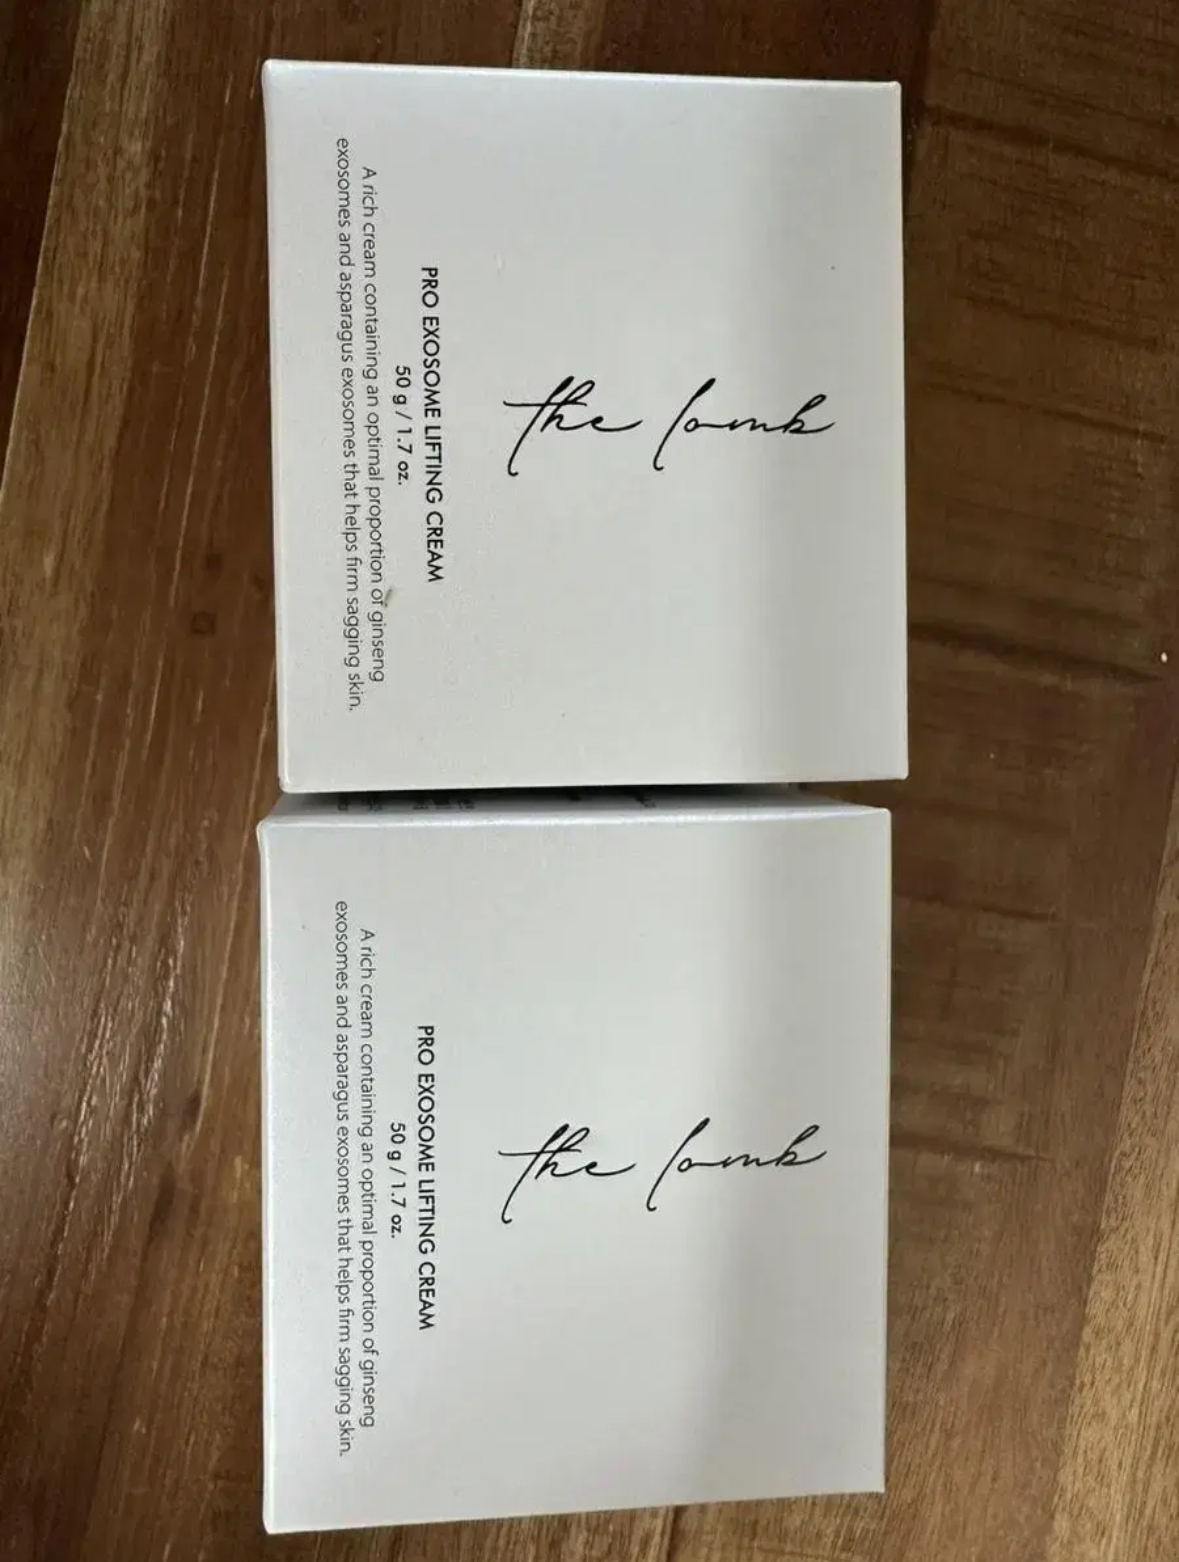 the lamb
PRO EXOSOME LIFTING CREAM
50 g / 1.7 oz.
A rich cream containing an optimal proportion of ginseng
exosomes and asparagus exosomes that helps firm sagging skin.
the lamb
PRO EXOSOME LIFTING CREAM
50 g / 1.7 oz.
A rich cream containing an optimal proportion of ginseng
exosomes and asparagus exosomes that helps firm sagging skin.